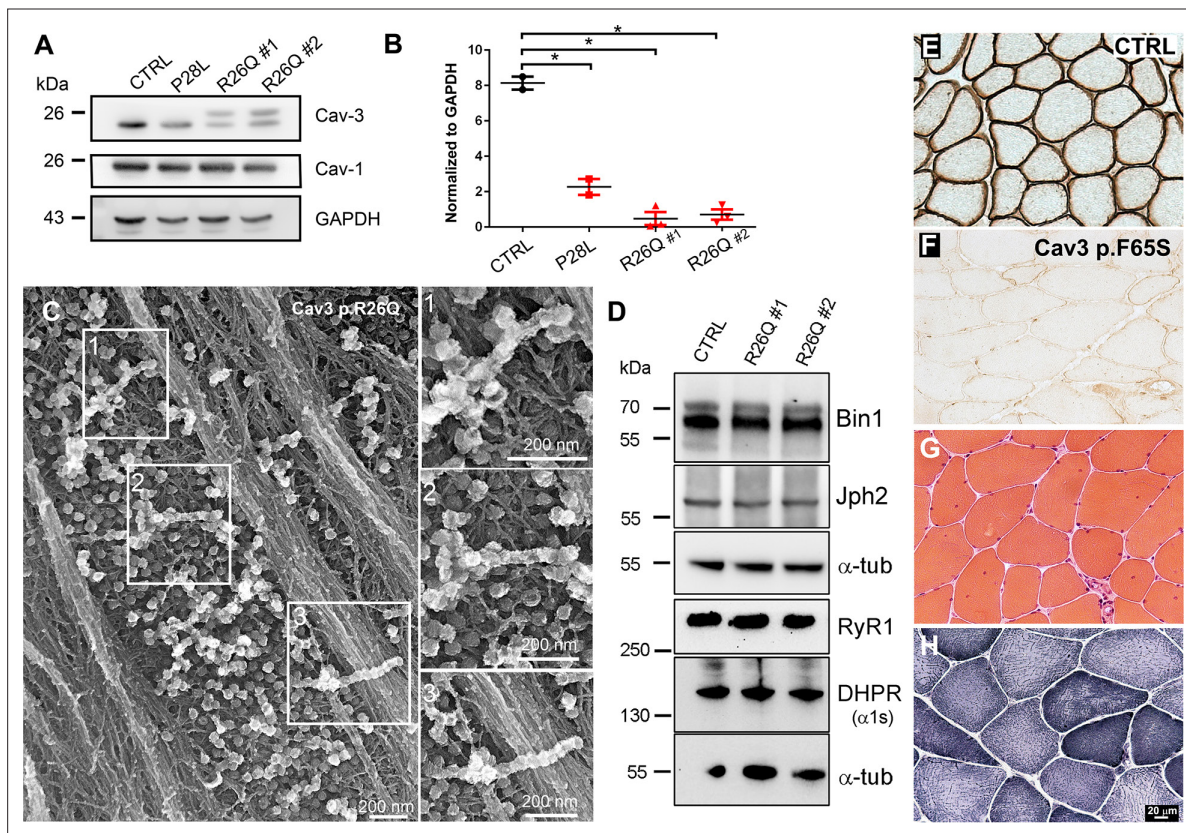 A
CTRL
P28L
R26Q #1
R26Q #2
kDa
26
Cav-3
26
Cav-1
43
GAPDH
B
Normalized to GAPDH
10
8
6
4
2
0
*
*
*
CTRL
P28L
R26Q #1
R26Q #2
C
Cav3 p.R26Q
1
2
3
200 nm
1
200 nm
2
200 nm
3
200 nm
D
CTRL
R26Q #1
R26Q #2
kDa
70
Bin1
55
Jph2
55
55
α-tub
RyR1
250
DHPR
(α1s)
130
55
α-tub
E
CTRL
F
Cav3 p.F65S
G
H
20 µm